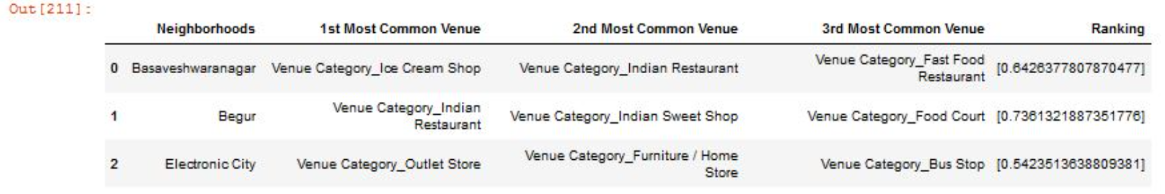 Out[211]:
Neighborhoods 1st Most Common Venue 2nd Most Common Venue 3rd Most Common Venue Ranking
0 Basaveshwaranagar Venue Category_Ice Cream Shop Venue Category_Indian Restaurant Venue Category_Fast Food Restaurant [0.6426377807870477]
1 Begur Venue Category_Indian Restaurant Venue Category_Indian Sweet Shop Venue Category_Food Court [0.7361321887351776]
2 Electronic City Venue Category_Outlet Store Venue Category_Furniture / Home Store Venue Category_Bus Stop [0.5423513638809381]